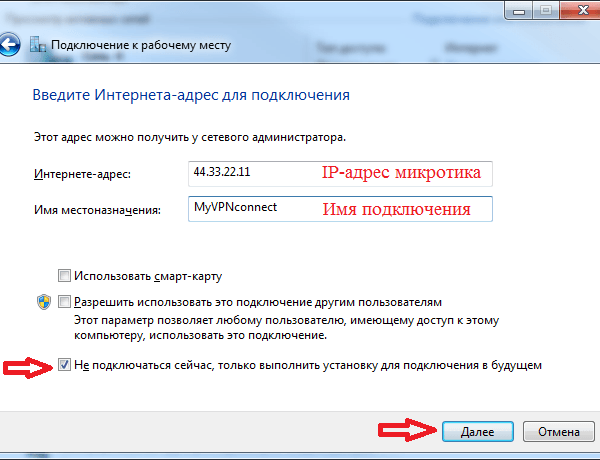 Подключение к рабочему месту
Введите Интернета-адрес для подключения
Этот адрес можно получить у сетевого администратора.
Интернете-адрес:
44.33.22.11
IP-адрес микротика
Имя местоназначения:
MyVPNconnect
Имя подключения
Использовать смарт-карту
Разрешить использовать это подключение другим пользователям
Этот параметр позволяет любому пользователю, имеющему доступ к этому
компьютеру, использовать это подключение.
Не подключаться сейчас, только выполнить установку для подключения в будущем
Далее
Отмена